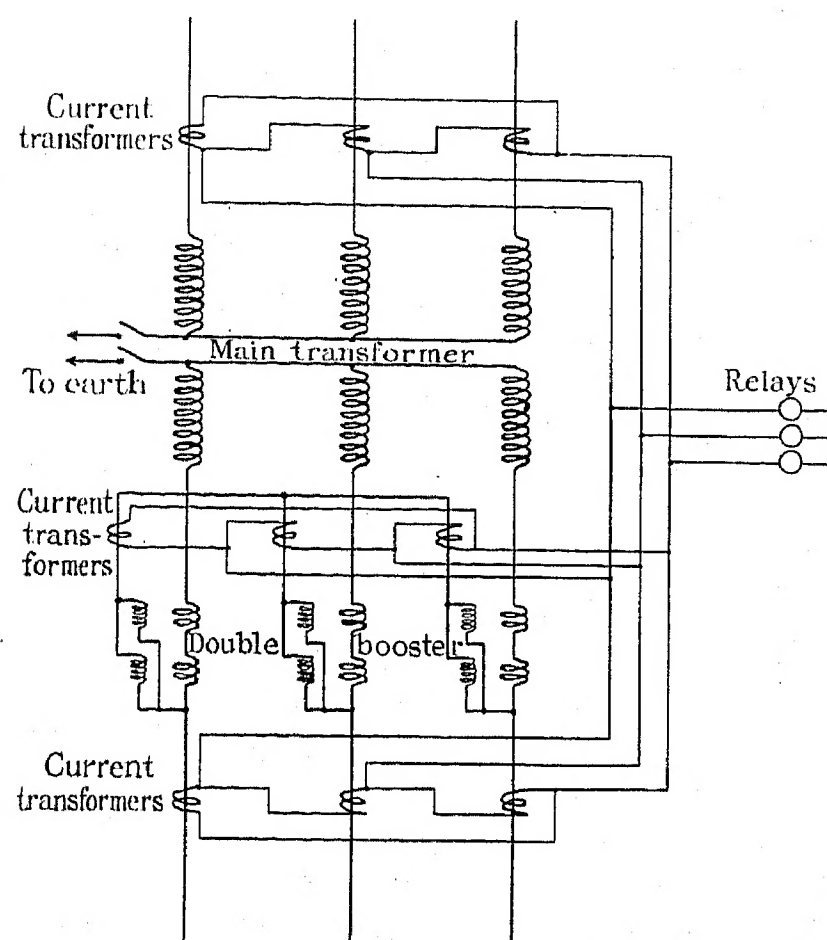 Current
transformers
Main transformer
To earth
Relays
Current
trans-
formers
Double booster
Current
transformers